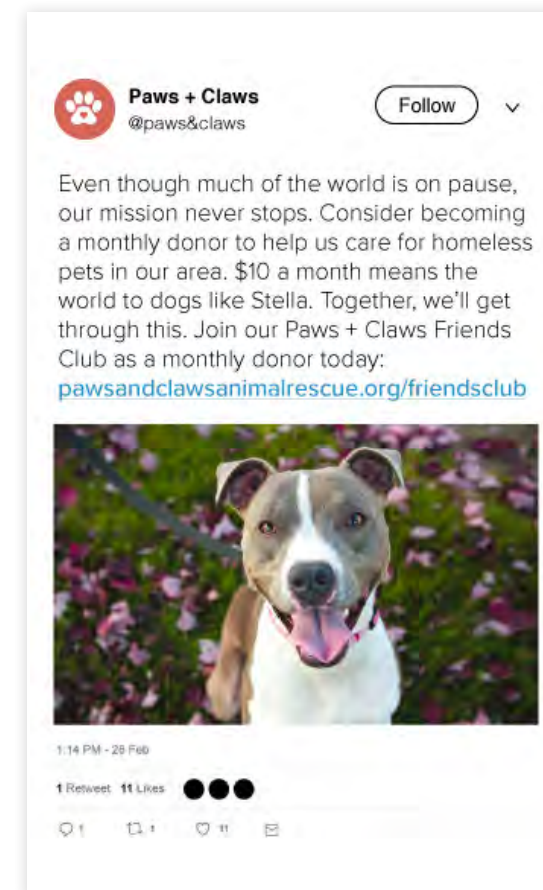 Paws + Claws
@paws&claws
Follow
Even though much of the world is on pause,
our mission never stops. Consider becoming
a monthly donor to help us care for homeless
pets in our area. $10 a month means the
world to dogs like Stella. Together, we'll get
through this. Join our Paws + Claws Friends
Club as a monthly donor today:
pawsandclawsanimalrescue.org/friendsclub
1:14 PM - 26 Feb
1 Retweet 11 Likes
1 1 11